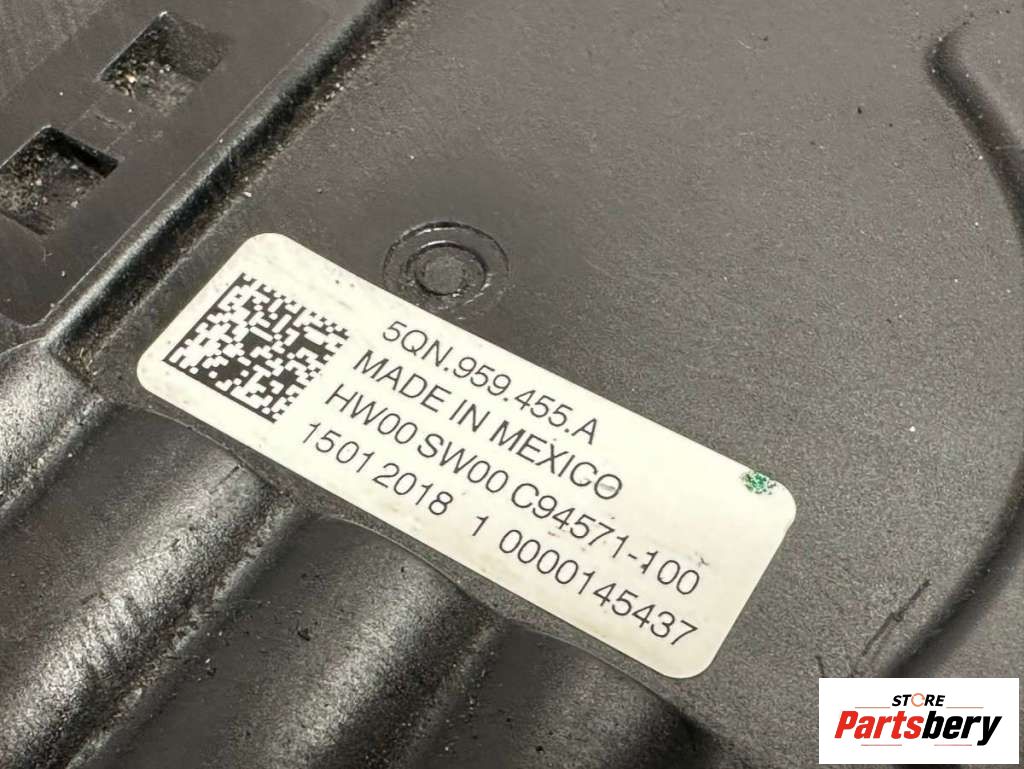 5QN.959.455.A
MADE IN MEXICO
HW00 SW00 C94571-100
1501 2018 1 0000145437
STORE
Partsbery